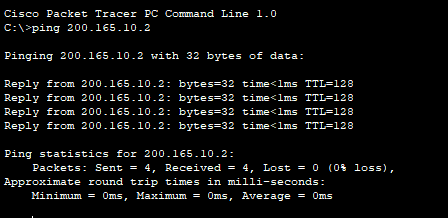 Cisco Packet Tracer PC Command Line 1.0
C:\>ping 200.165.10.2
Pinging 200.165.10.2 with 32 bytes of data:
Reply from 200.165.10.2: bytes=32 time<1ms TTL=128
Reply from 200.165.10.2: bytes=32 time<1ms TTL=128
Reply from 200.165.10.2: bytes=32 time<1ms TTL=128
Reply from 200.165.10.2: bytes=32 time<1ms TTL=128
Ping statistics for 200.165.10.2:
Packets: Sent = 4, Received = 4, Lost = 0 (0% loss),
Approximate round trip times in milli-seconds:
Minimum = 0ms, Maximum = 0ms, Average = 0ms